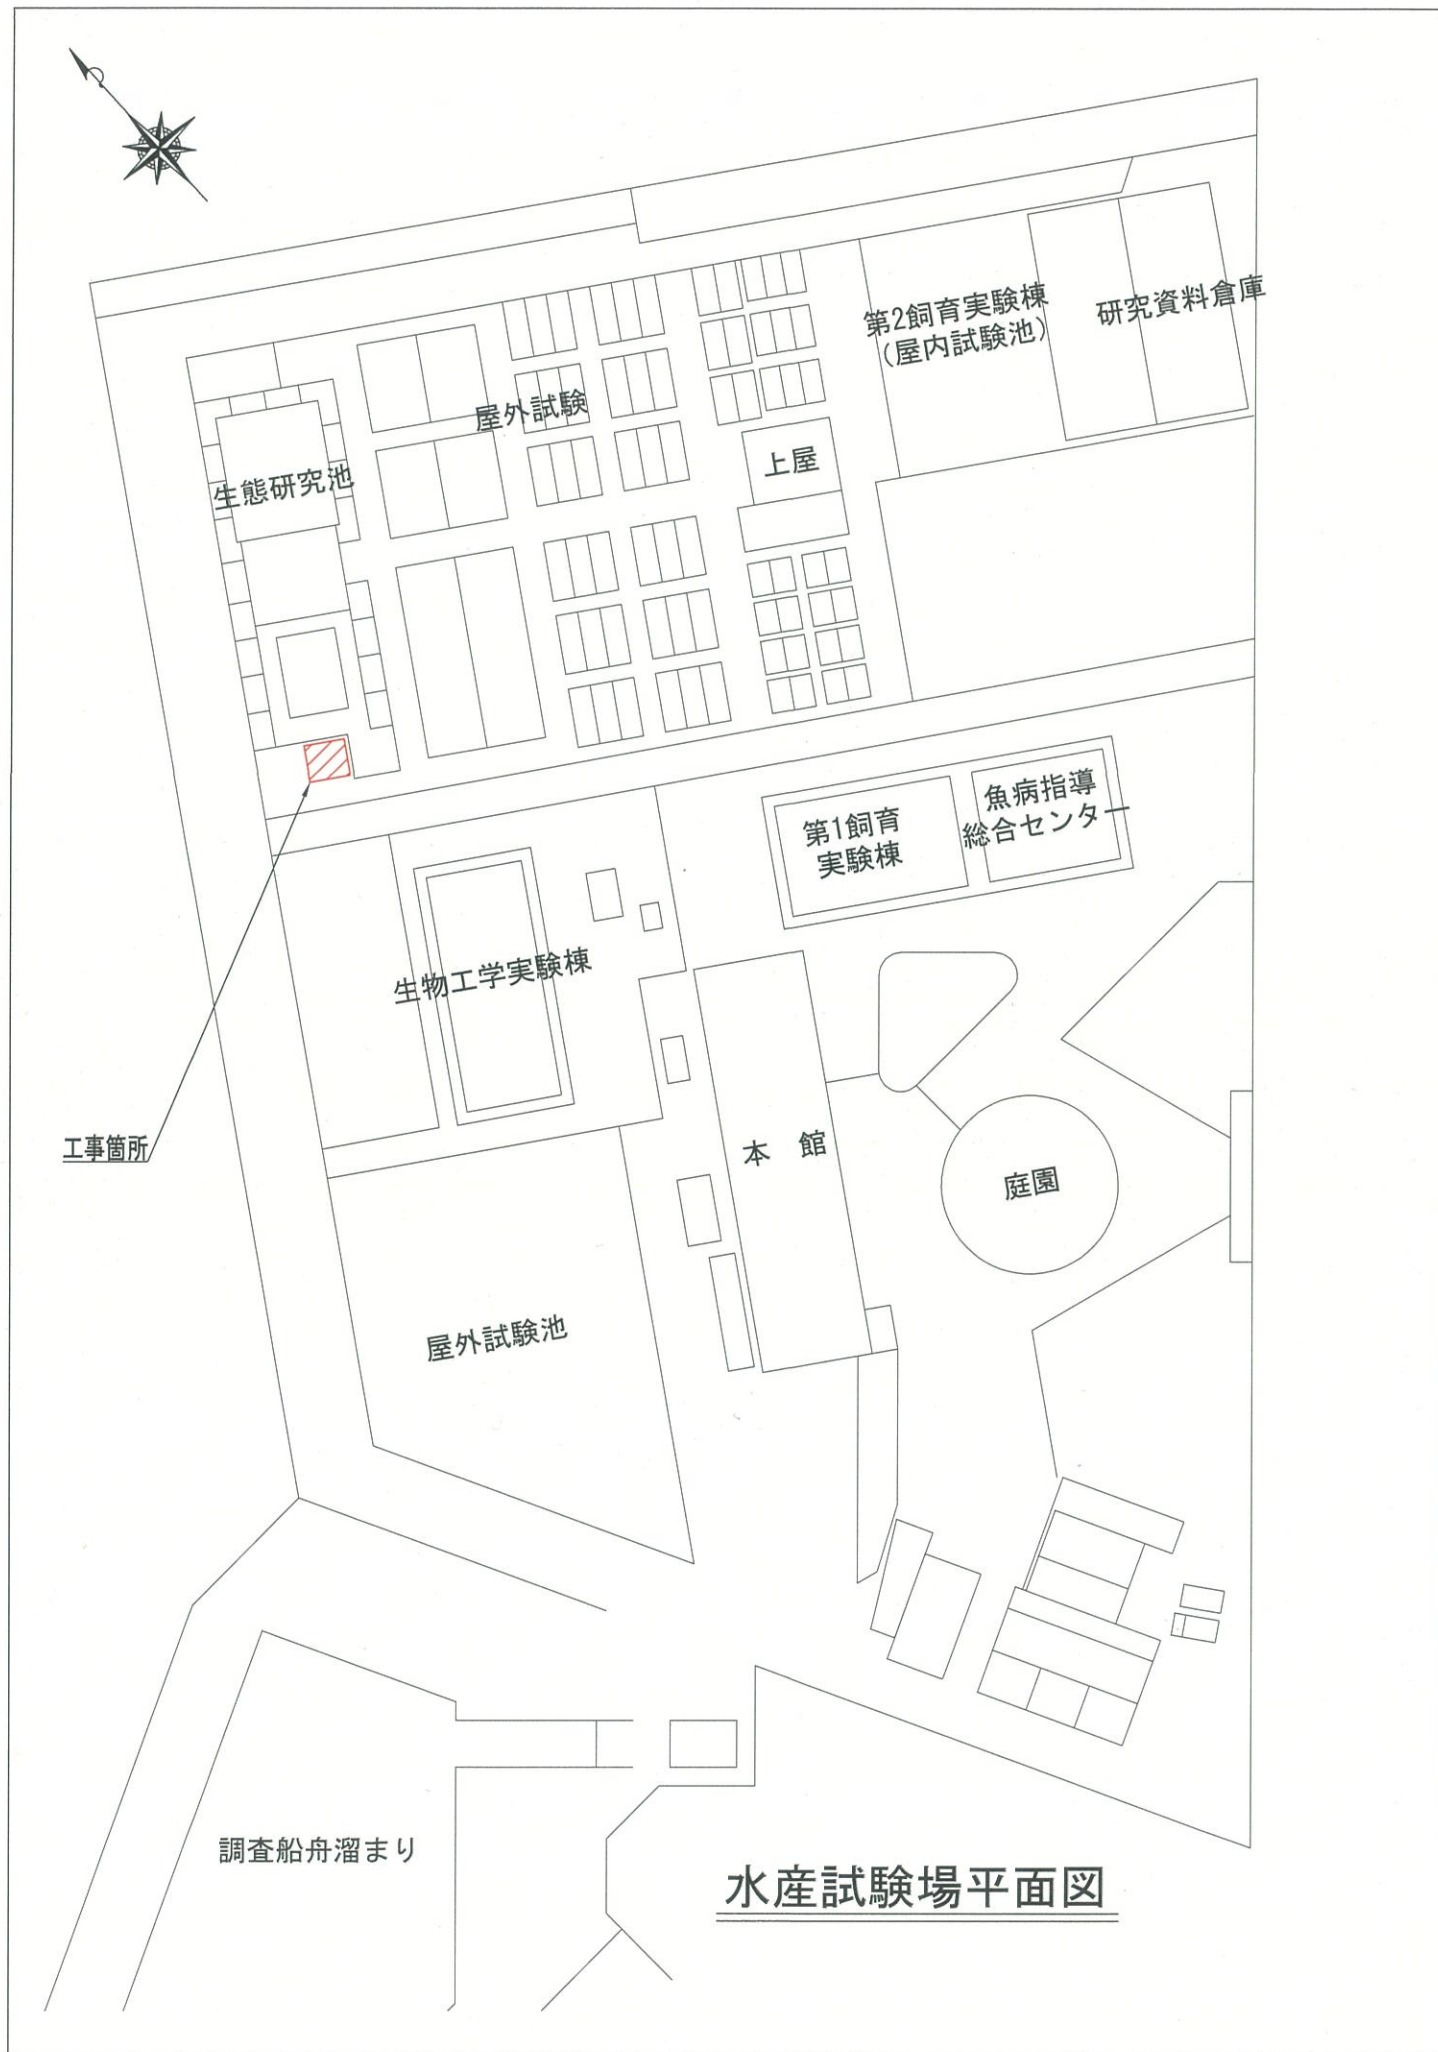 第2飼育実験棟
（屋内試験池）
研究資料倉庫
屋外試験
上屋
生態研究池
魚病指導
総合センター
第1飼育
実験棟
生物工学実験棟
工事箇所
本 館
庭園
屋外試験池
調査船舟溜まり
水産試験場平面図